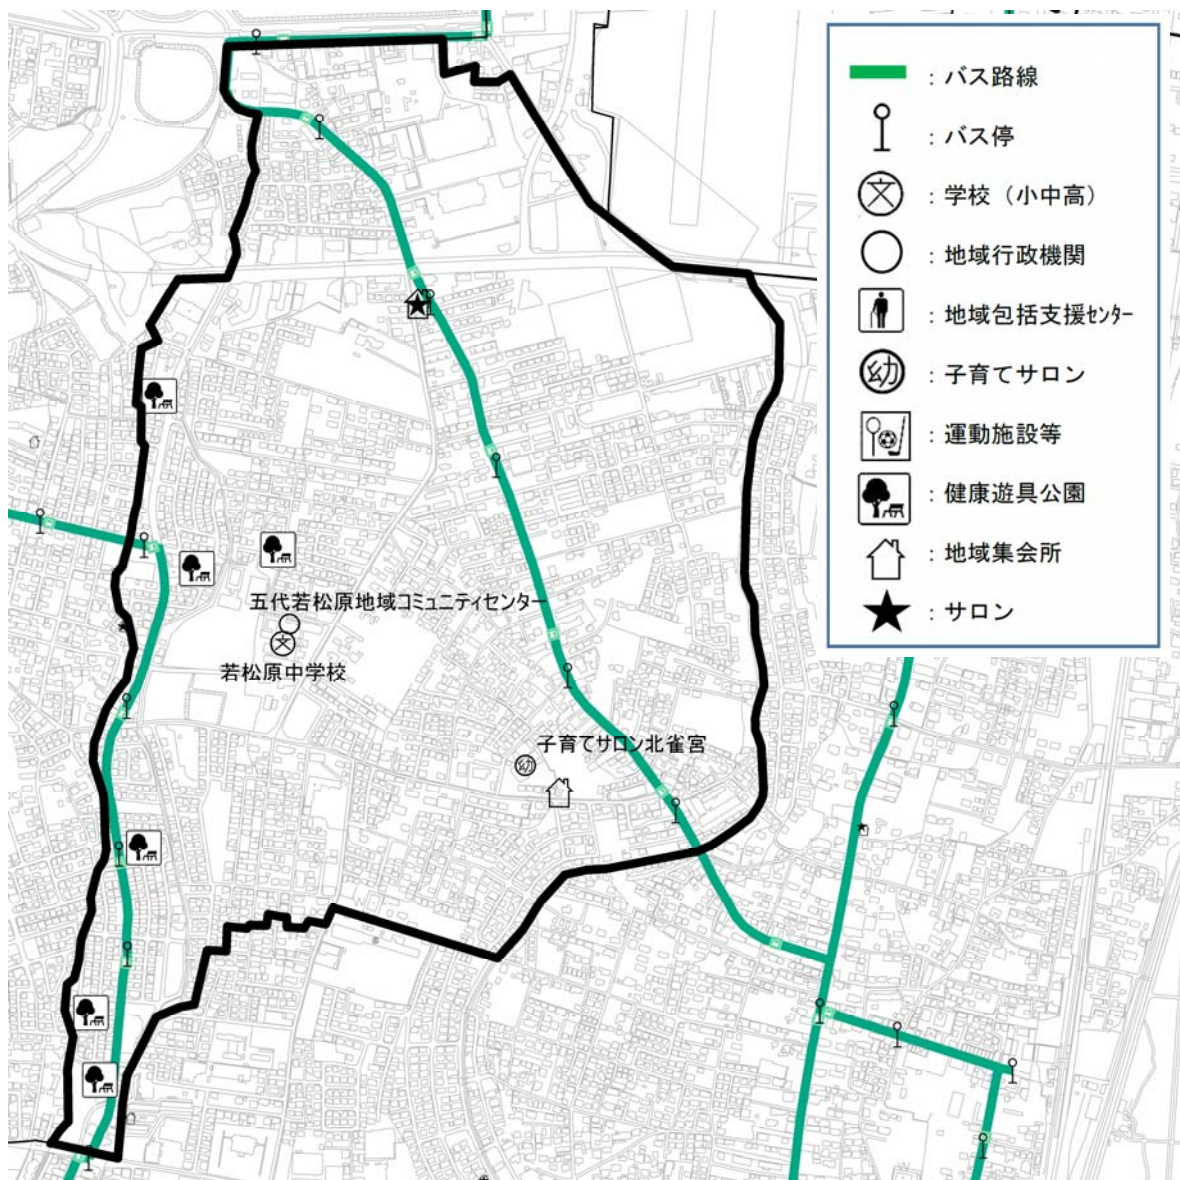 ：バス路線
：バス停
文：学校（小中高）
：地域行政機関
：地域包括支援ｾﾝﾀｰ
幼：子育てサロン
：運動施設等
：健康遊具公園
：地域集会所
：サロン
五代若松原地域コミュニティセンター
文
若松原中学校
子育てサロン北雀宮
幼